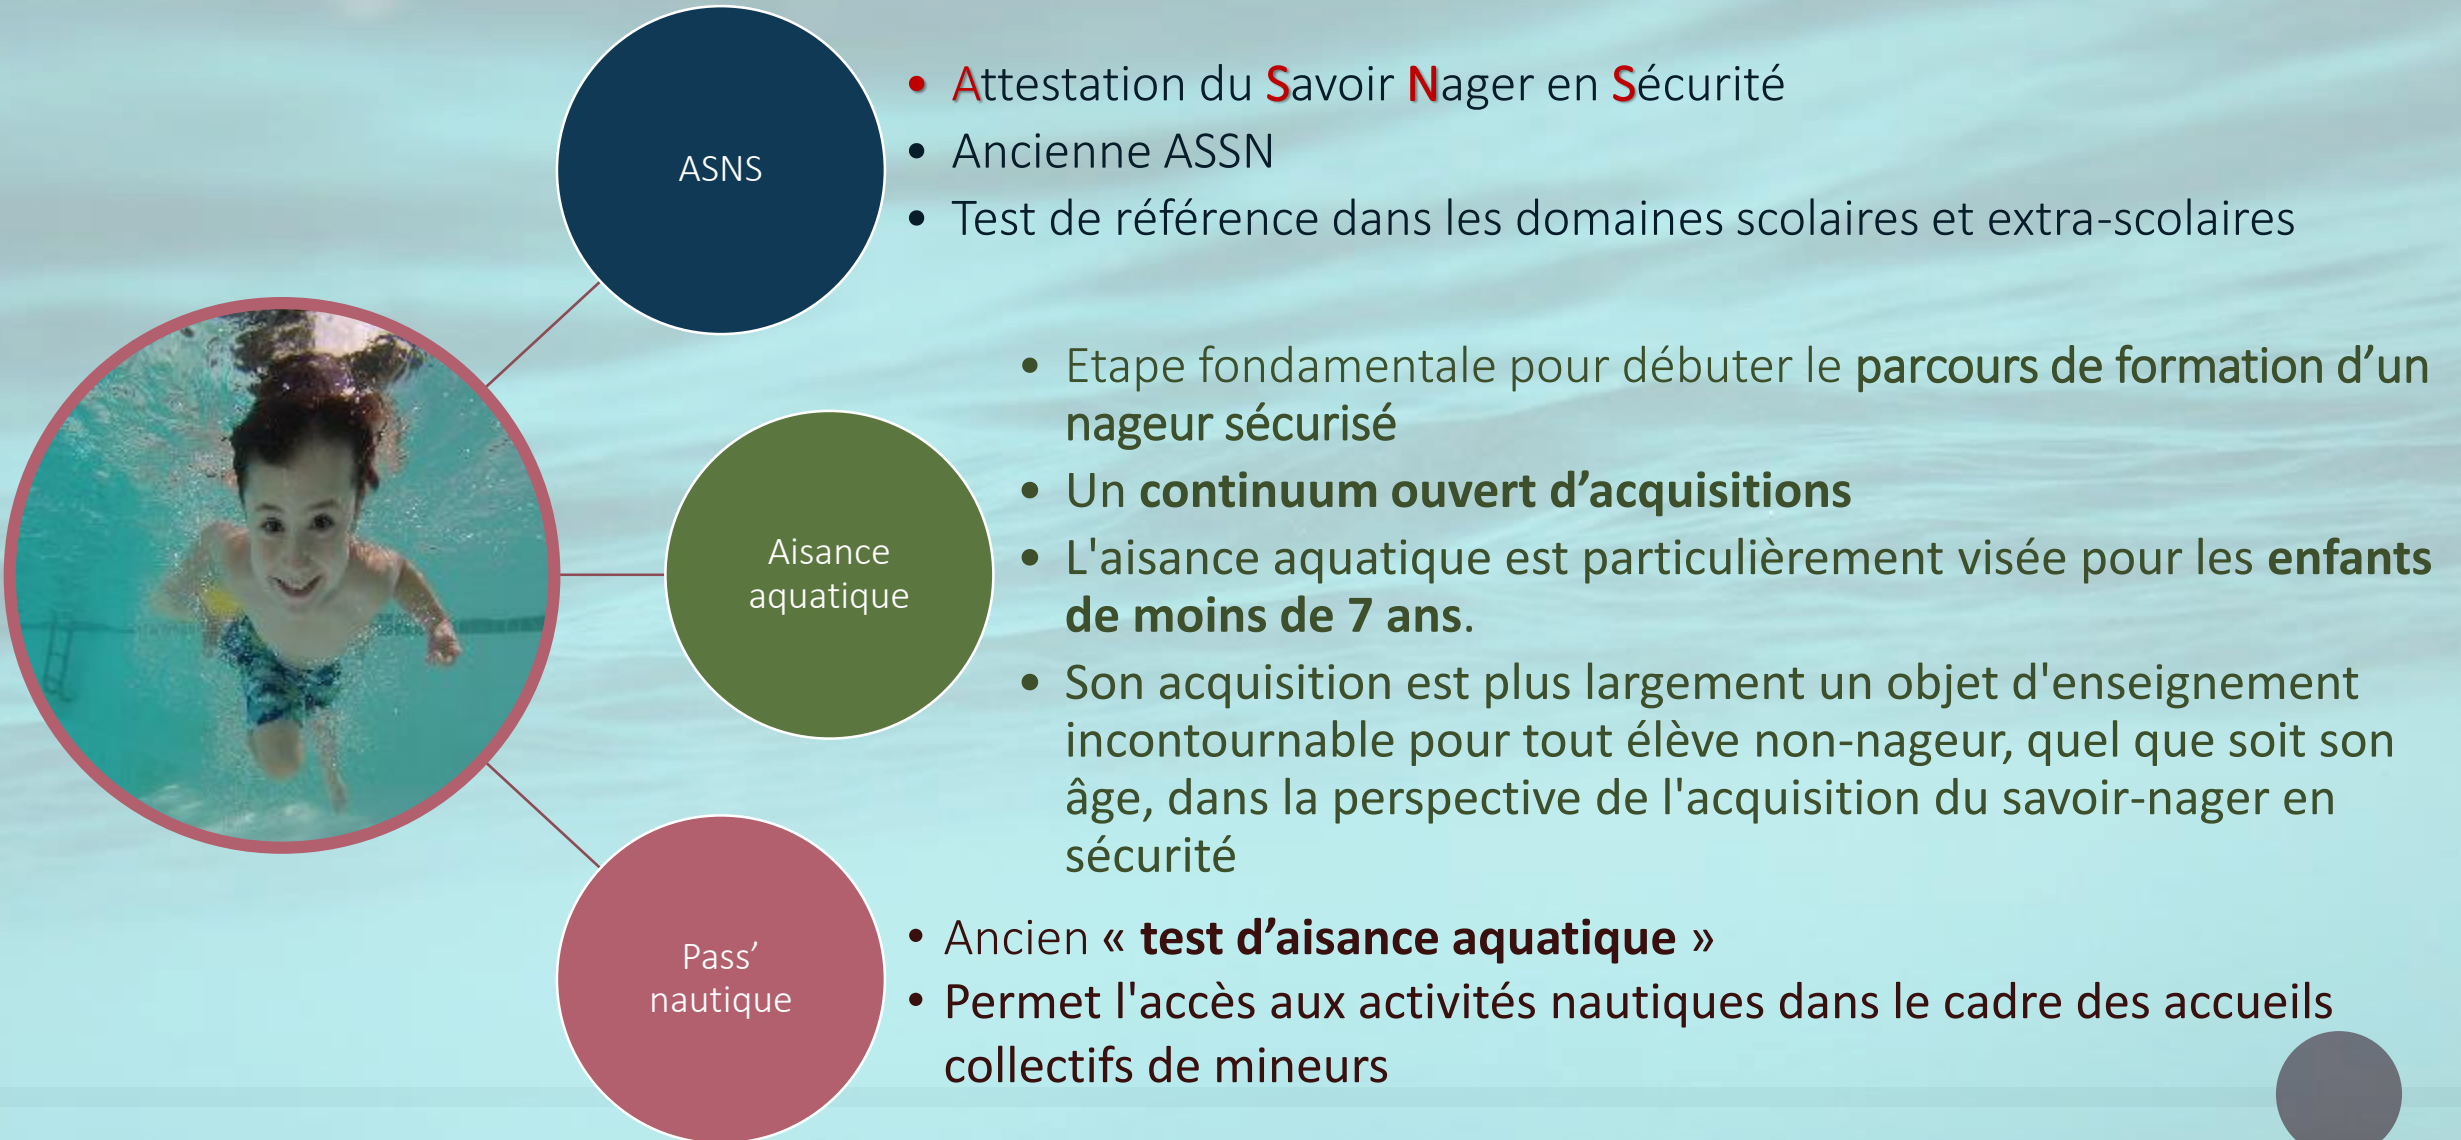 ASNS
• Attestation du Savoir Nager en Sécurité
• Ancienne ASSN
• Test de référence dans les domaines scolaires et extra-scolaires
Aisance
aquatique
• Etape fondamentale pour débuter le parcours de formation d’un
nageur sécurisé
• Un continuum ouvert d’acquisitions
• L'aisance aquatique est particulièrement visée pour les enfants
de moins de 7 ans.
• Son acquisition est plus largement un objet d'enseignement
incontournable pour tout élève non-nageur, quel que soit son
âge, dans la perspective de l'acquisition du savoir-nager en
sécurité
Pass’
nautique
• Ancien « test d’aisance aquatique »
• Permet l'accès aux activités nautiques dans le cadre des accueils
collectifs de mineurs